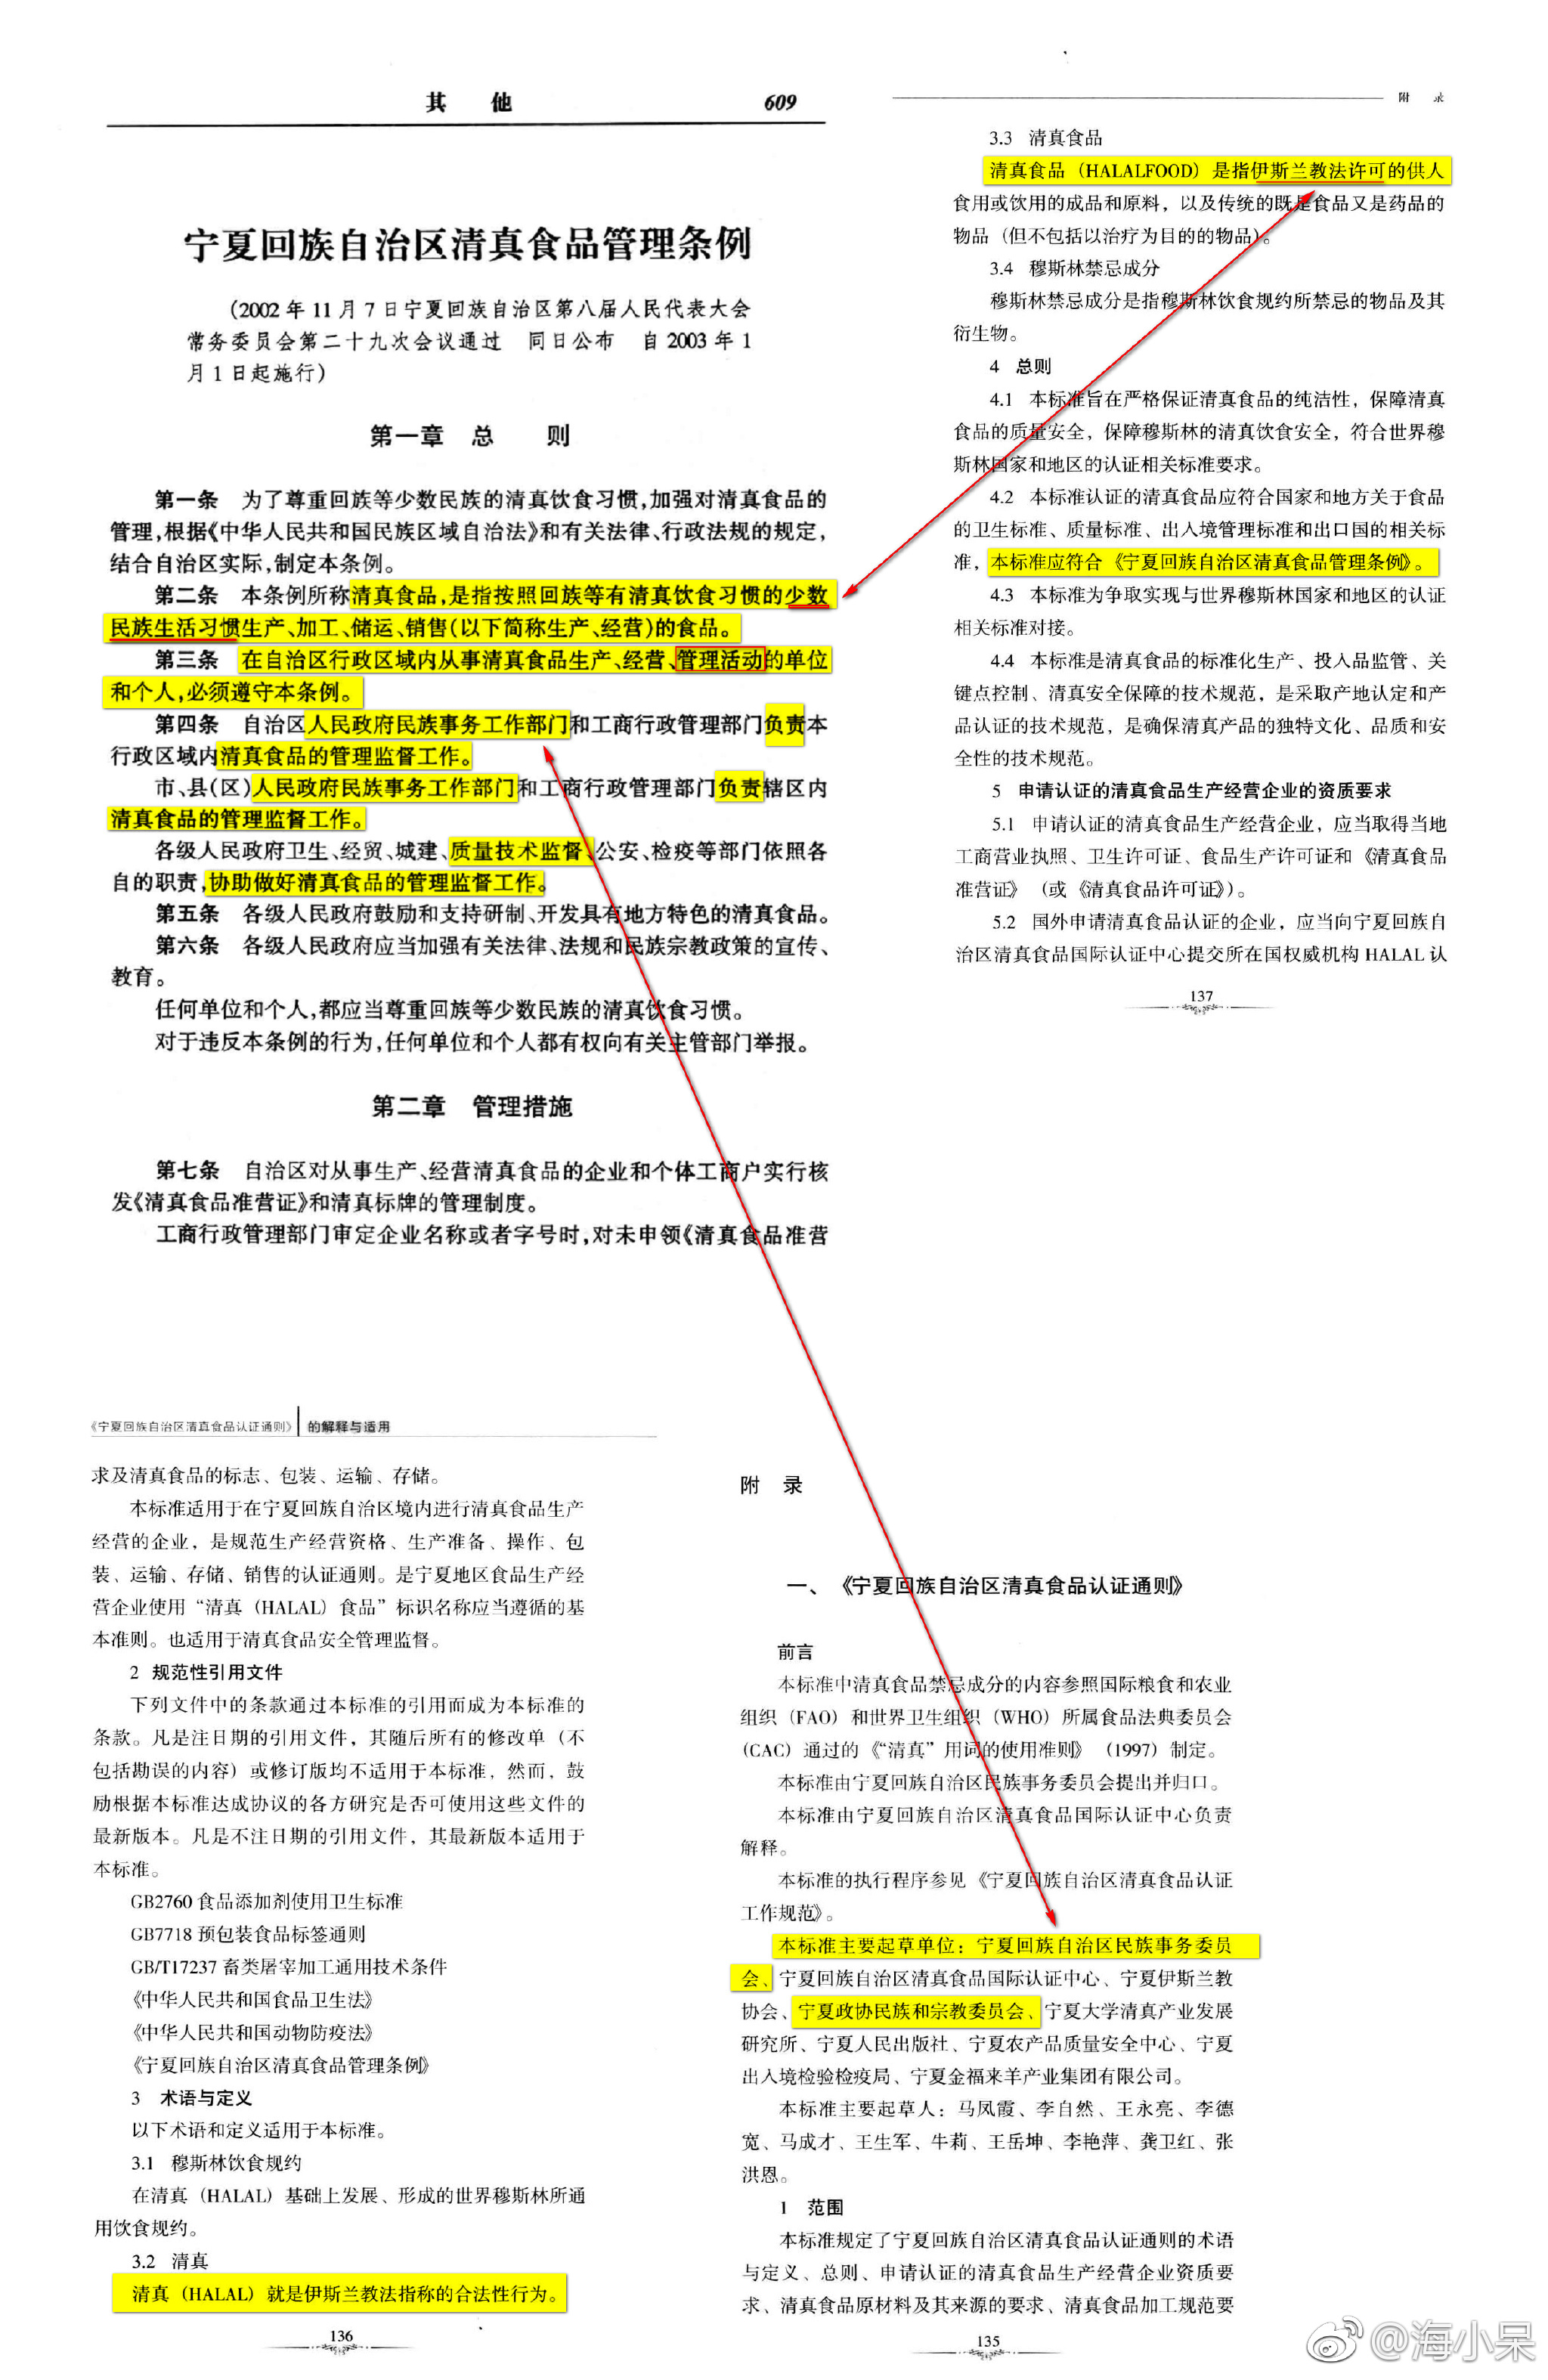 其 他 609
宁夏回族自治区清真食品管理条例
(2002年11月7日宁夏回族自治区第八届人民代表大会
常务委员会第二十九次会议通过 同日公布 自2003年1
月1日起施行)
第一章 总 则
第一条 为了尊重回族等少数民族的清真饮食习惯,加强对清真食品的
管理,根据《中华人民共和国民族区域自治法》和有关法律、行政法规的规定,
结合自治区实际,制定本条例。
第二条 本条例所称清真食品,是指按照回族等有清真饮食习惯的少数
民族生活习惯生产、加工、储运、销售(以下简称生产、经营)的食品。
第三条 在自治区行政区域内从事清真食品生产、经营、管理活动的单位
和个人,必须遵守本条例。
第四条 自治区人民政府民族事务工作部门和工商行政管理部门负责本
行政区域内清真食品的管理监督工作。
市、县(区)人民政府民族事务工作部门和工商行政管理部门负责辖区内
清真食品的管理监督工作。
各级人民政府卫生、经贸、城建、质量技术监督、公安、检疫等部门依照各
自的职责,协助做好清真食品的管理监督工作。
第五条 各级人民政府鼓励和支持研制、开发具有地方特色的清真食品。
第六条 各级人民政府应当加强有关法律、法规和民族宗教政策的宣传、
教育。
任何单位和个人,都应当尊重回族等少数民族的清真饮食习惯。
对于违反本条例的行为,任何单位和个人都有权向有关主管部门举报。
第二章 管理措施
第七条 自治区对从事生产、经营清真食品的企业和个体工商户实行核
发《清真食品准营证》和清真标牌的管理制度。
工商行政管理部门审定企业名称或者字号时,对未申领《清真食品准营
附 录
3.3 清真食品
清真食品（HALALFOOD）是指伊斯兰教法许可的供人
食用或饮用的成品和原料，以及传统的既是食品又是药品的
物品（但不包括以治疗为目的的物品）。
3.4 穆斯林禁忌成分
穆斯林禁忌成分是指穆斯林饮食规约所禁忌的物品及其
衍生物。
4 总则
4.1 本标准旨在严格保证清真食品的纯洁性，保障清真
食品的质量安全，保障穆斯林的清真饮食安全，符合世界穆
斯林国家和地区的认证相关标准要求。
4.2 本标准认证的清真食品应符合国家和地方关于食品
的卫生标准、质量标准、出入境管理标准和出口国的相关标
准，本标准应符合《宁夏回族自治区清真食品管理条例》。
4.3 本标准为争取实现与世界穆斯林国家和地区的认证
相关标准对接。
4.4 本标准是清真食品的标准化生产、投入品监管、关
键点控制、清真安全保障的技术规范，是采取产地认定和产
品认证的技术规范，是确保清真产品的独特文化、品质和安
全性的技术规范。
5 申请认证的清真食品生产经营企业的资质要求
5.1 申请认证的清真食品生产经营企业，应当取得当地
工商营业执照、卫生许可证、食品生产许可证和《清真食品
准营证》（或《清真食品许可证》）。
5.2 国外申请清真食品认证的企业，应当向宁夏回族自
治区清真食品国际认证中心提交所在国权威机构HALAL认
137
《宁夏回族自治区清真食品认证通则》 的解释与适用
求及清真食品的标志、包装、运输、存储。
本标准适用于在宁夏回族自治区境内进行清真食品生产
经营的企业，是规范生产经营资格、生产准备、操作、包
装、运输、存储、销售的认证通则。是宁夏地区食品生产经
营企业使用“清真（HALAL）食品”标识名称应当遵循的基
本准则。也适用于清真食品安全管理监督。
2 规范性引用文件
下列文件中的条款通过本标准的引用而成为本标准的
条款。凡是注日期的引用文件，其随后所有的修改单（不
包括勘误的内容）或修订版均不适用于本标准，然而，鼓
励根据本标准达成协议的各方研究是否可使用这些文件的
最新版本。凡是不注日期的引用文件，其最新版本适用于
本标准。
GB2760食品添加剂使用卫生标准
GB7718预包装食品标签通则
GB/T17237畜类屠宰加工通用技术条件
《中华人民共和国食品卫生法》
《中华人民共和国动物防疫法》
《宁夏回族自治区清真食品管理条例》
3 术语与定义
以下术语和定义适用于本标准。
3.1 穆斯林饮食规约
在清真（HALAL）基础上发展、形成的世界穆斯林所通
用饮食规约。
3.2 清真
清真（HALAL）就是伊斯兰教法指称的合法性行为。
136
附 录
一、《宁夏回族自治区清真食品认证通则》
前言
本标准中清真食品禁忌成分的内容参照国际粮食和农业
组织（FAO）和世界卫生组织（WHO）所属食品法典委员会
（CAC）通过的《“清真”用词的使用准则》（1997）制定。
本标准由宁夏回族自治区民族事务委员会提出并归口。
本标准由宁夏回族自治区清真食品国际认证中心负责
解释。
本标准的执行程序参见《宁夏回族自治区清真食品认证
工作规范》。
本标准主要起草单位：宁夏回族自治区民族事务委员
会、宁夏回族自治区清真食品国际认证中心、宁夏伊斯兰教
协会、宁夏政协民族和宗教委员会、宁夏大学清真产业发展
研究所、宁夏人民出版社、宁夏农产品质量安全中心、宁夏
出入境检验检疫局、宁夏金福来羊产业集团有限公司。
本标准主要起草人：马凤霞、李自然、王永亮、李德
宽、马成才、王生军、牛莉、王岳坤、李艳萍、龚卫红、张
洪恩。
1 范围
本标准规定了宁夏回族自治区清真食品认证通则的术语
与定义、总则、申请认证的清真食品生产经营企业资质要
求、清真食品原材料及其来源的要求、清真食品加工规范要
135
@海小呆